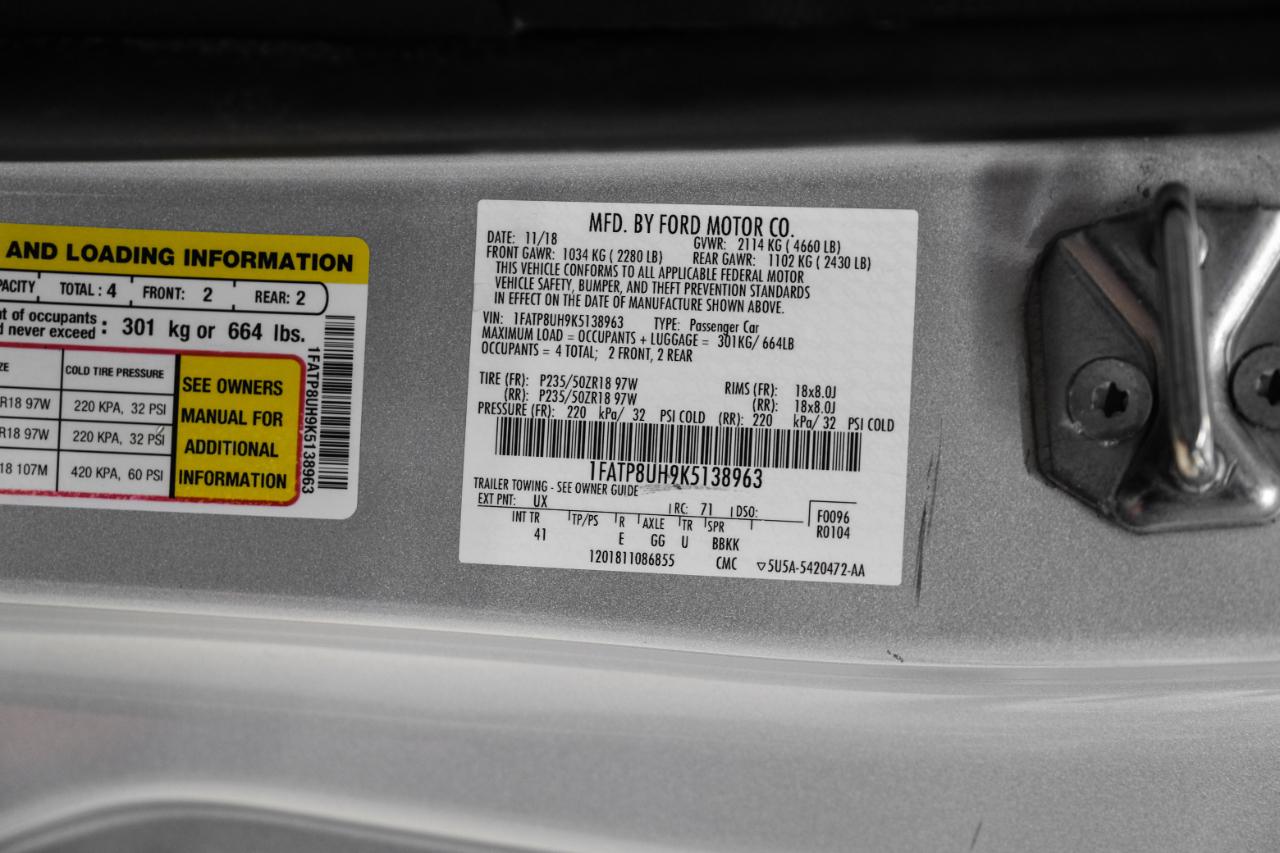 AND LOADING INFORMATION
TOTAL : 4 FRONT: 2 REAR: 2
of occupants
never exceed : 301 kg or 664 lbs.
COLD TIRE PRESSURE
R18 97W 220 KPA, 32 PSI
R18 97W 220 KPA, 32 PSI
18 107M 420 KPA, 60 PSI
SEE OWNERS
MANUAL FOR
ADDITIONAL
INFORMATION
1FATP8UH9K5138963
MFD. BY FORD MOTOR CO.
DATE: 11/18 GVWR: 2114 KG ( 4660 LB)
FRONT GAWR: 1034 KG ( 2280 LB) REAR GAWR: 1102 KG ( 2430 LB)
THIS VEHICLE CONFORMS TO ALL APPLICABLE FEDERAL MOTOR
VEHICLE SAFETY, BUMPER, AND THEFT PREVENTION STANDARDS
IN EFFECT ON THE DATE OF MANUFACTURE SHOWN ABOVE.
VIN: 1FATP8UH9K5138963 TYPE: Passenger Car
MAXIMUM LOAD = OCCUPANTS + LUGGAGE = 301KG/ 664LB
OCCUPANTS = 4 TOTAL; 2 FRONT, 2 REAR
TIRE (FR): P235/50ZR18 97W RIMS (FR): 18x8.0J
(RR): P235/50ZR18 97W (RR): 18x8.0J
PRESSURE (FR): 220 kPa/ 32 PSI COLD (RR): 220 kPa/ 32 PSI COLD
1FATP8UH9K5138963
TRAILER TOWING - SEE OWNER GUIDE
EXT PNT: UX RC: 71 DSO: F0096
INT TR TP/PS R AXLE TR SPR R0104
41 E GG U BBKK
1201811086855 CMC ▽5U5A-5420472-AA